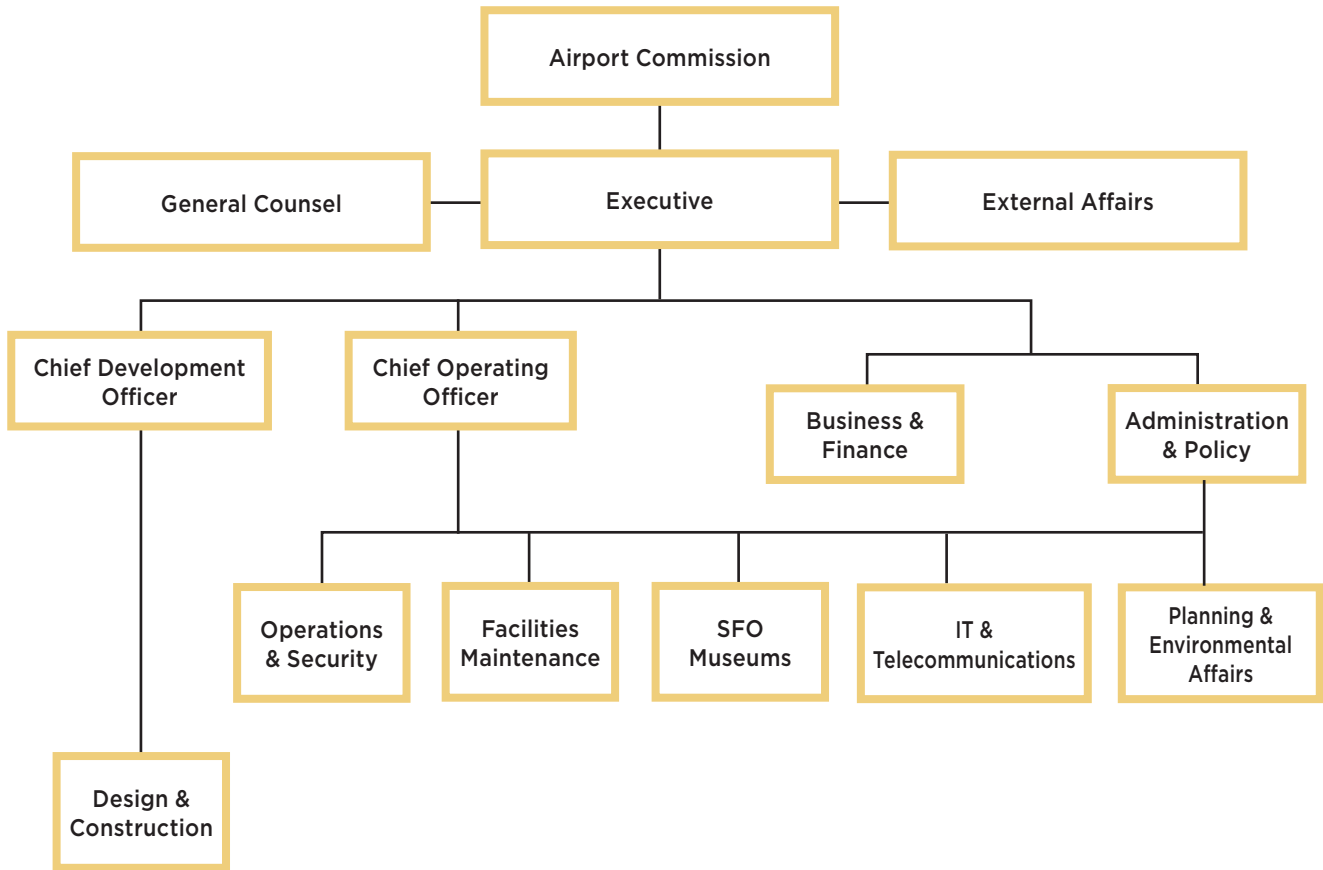 Airport Commission
General Counsel
Executive
External Affairs
Chief Development
Officer
Chief Operating
Officer
Business &
Finance
Administration
& Policy
Operations
& Security
Facilities
Maintenance
SFO
Museums
IT &
Telecommunications
Planning &
Environmental
Affairs
Design &
Construction